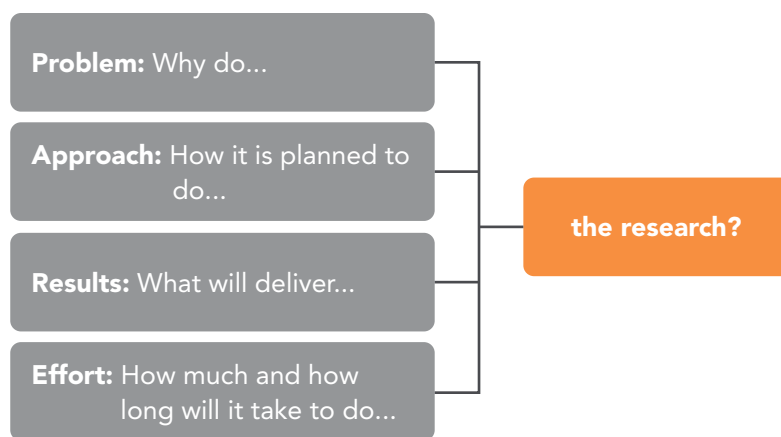 Problem: Why do...
Approach: How it is planned to
do...
Results: What will deliver...
Effort: How much and how
long will it take to do...
the research?